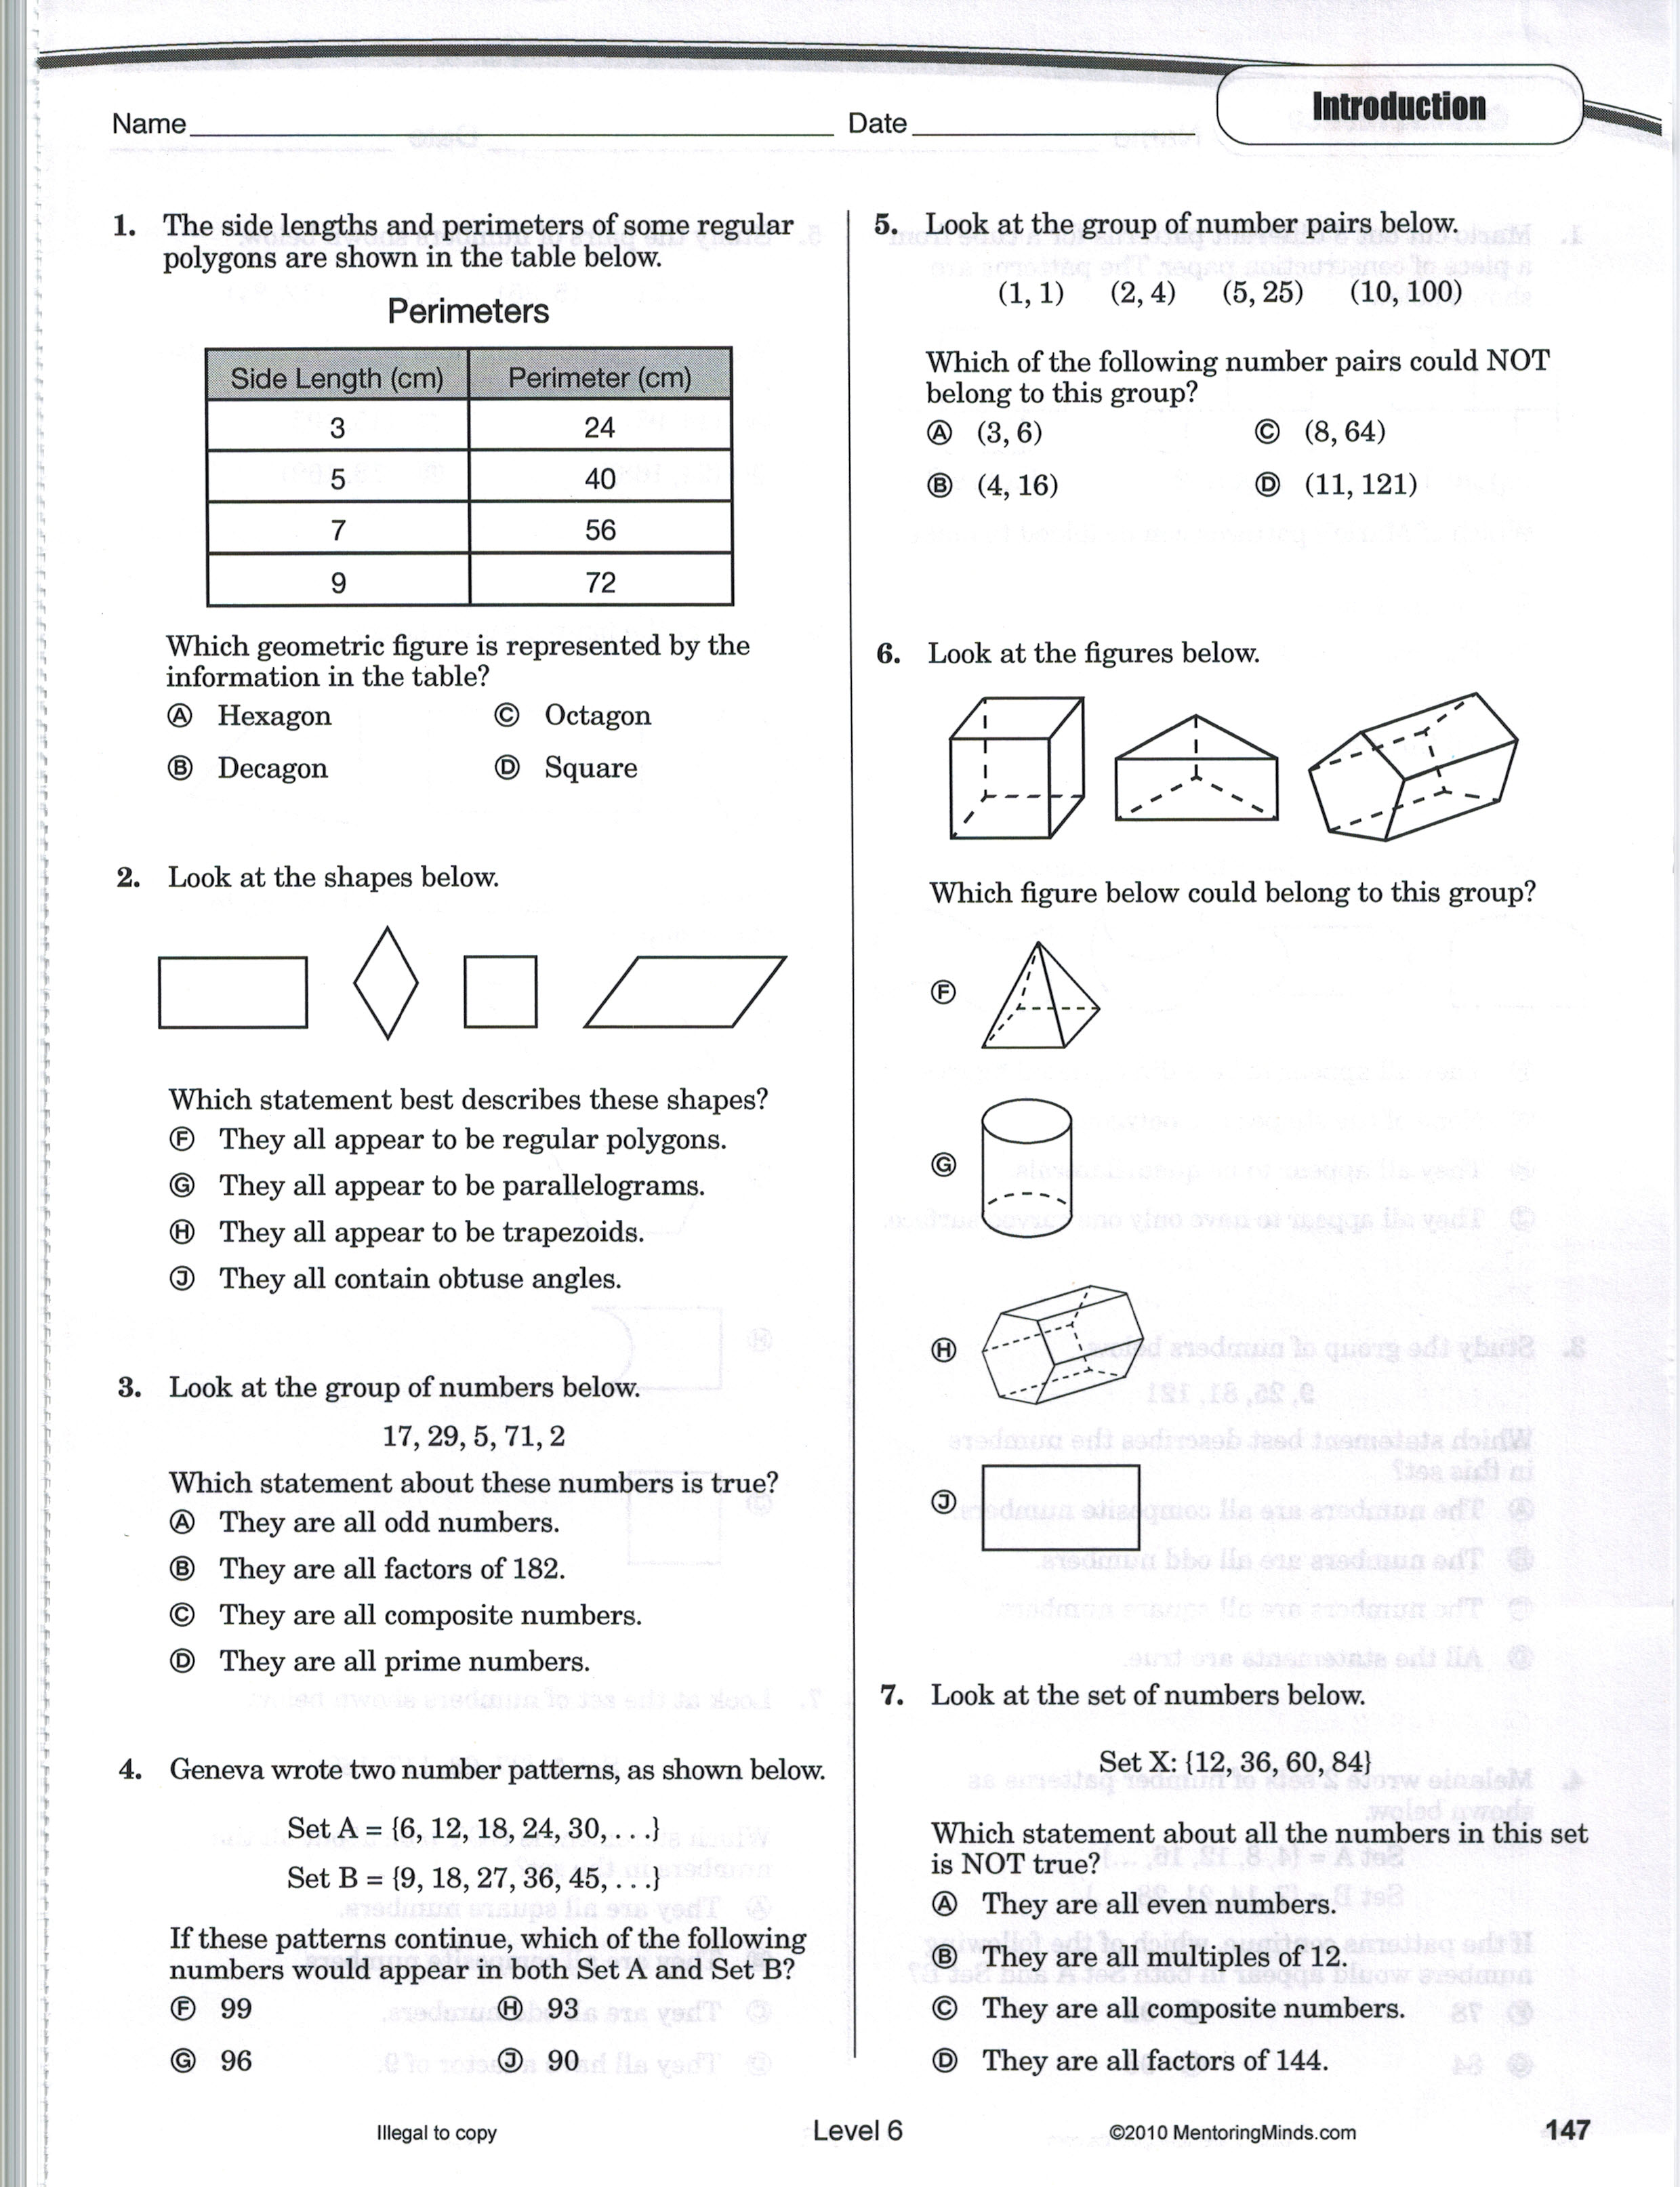 Introduction
Name
Date
1. The side lengths and perimeters of some regular
polygons are shown in the table below.
Perimeters
Side Length (cm) Perimeter (cm)
3 24
5 40
7 56
9 72
Which geometric figure is represented by the
information in the table?
Ⓐ Hexagon Ⓒ Octagon
Ⓑ Decagon Ⓓ Square
2. Look at the shapes below.
Which statement best describes these shapes?
Ⓕ They all appear to be regular polygons.
Ⓖ They all appear to be parallelograms.
Ⓗ They all appear to be trapezoids.
Ⓙ They all contain obtuse angles.
3. Look at the group of numbers below.
17, 29, 5, 71, 2
Which statement about these numbers is true?
Ⓐ They are all odd numbers.
Ⓑ They are all factors of 182.
Ⓒ They are all composite numbers.
Ⓓ They are all prime numbers.
4. Geneva wrote two number patterns, as shown below.
Set A = {6, 12, 18, 24, 30, . . .}
Set B = {9, 18, 27, 36, 45, . . .}
If these patterns continue, which of the following
numbers would appear in both Set A and Set B?
Ⓕ 99 Ⓗ 93
Ⓖ 96 Ⓙ 90
5. Look at the group of number pairs below.
(1, 1) (2, 4) (5, 25) (10, 100)
Which of the following number pairs could NOT
belong to this group?
Ⓐ (3, 6) Ⓒ (8, 64)
Ⓑ (4, 16) Ⓓ (11, 121)
6. Look at the figures below.
Which figure below could belong to this group?
Ⓕ
Ⓖ
Ⓗ
Ⓙ
7. Look at the set of numbers below.
Set X: {12, 36, 60, 84}
Which statement about all the numbers in this set
is NOT true?
Ⓐ They are all even numbers.
Ⓑ They are all multiples of 12.
Ⓒ They are all composite numbers.
Ⓓ They are all factors of 144.
Illegal to copy
Level 6
©2010 MentoringMinds.com
147